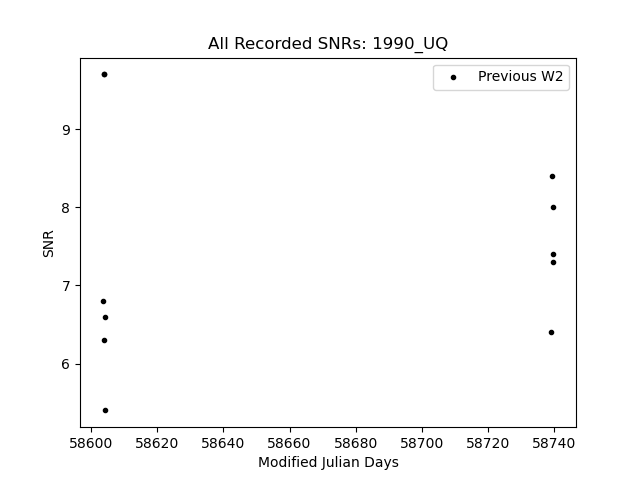 All Recorded SNRs: 1990_UQ
Previous W2
SNR
9
8
7
6
58600 58620 58640 58660 58680 58700 58720 58740
Modified Julian Days